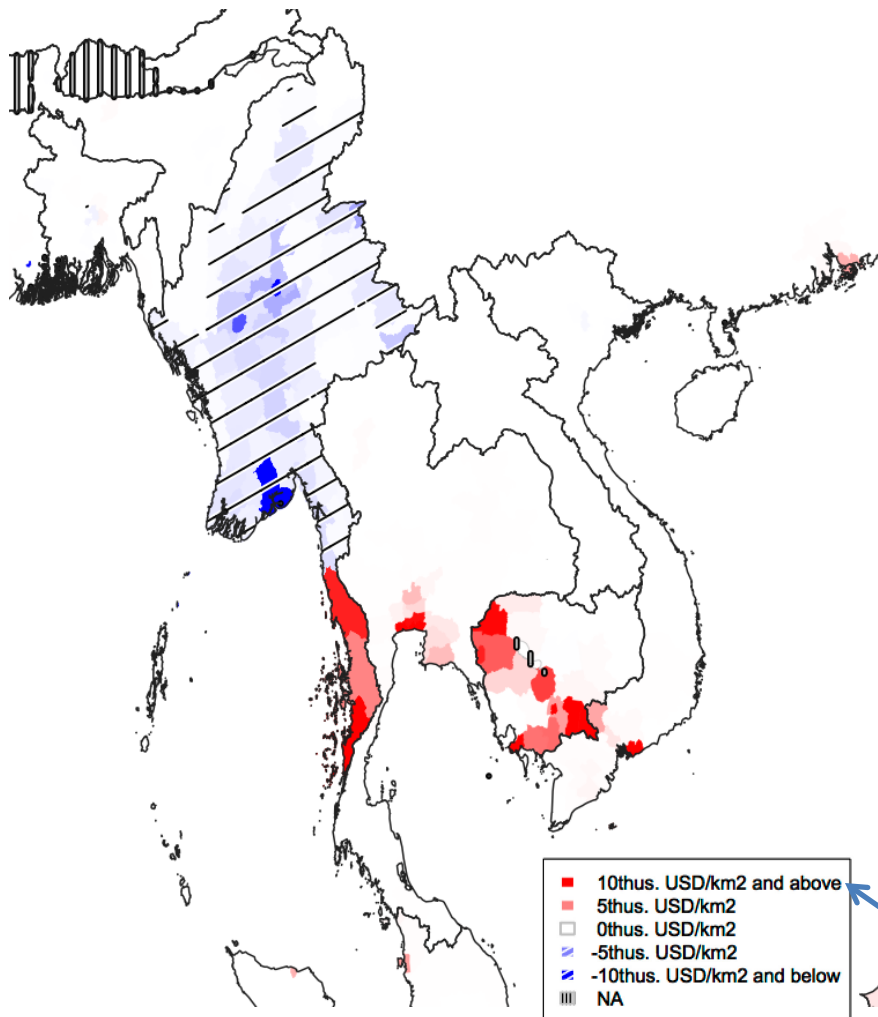 10thus. USD/km2 and above
5thus. USD/km2
0thus. USD/km2
-5thus. USD/km2
-10thus. USD/km2 and below
NA